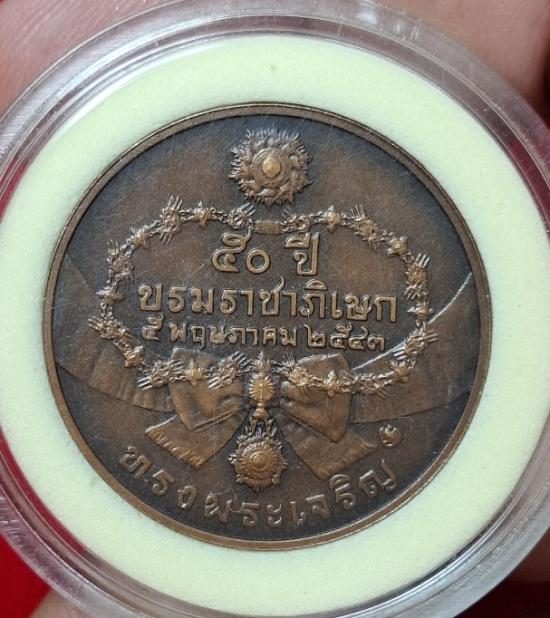 ๕๐ ปี
บรมราชาภิเษก
๕ พฤษภาคม ๒๕๔๓
ทรงพระเจริญ